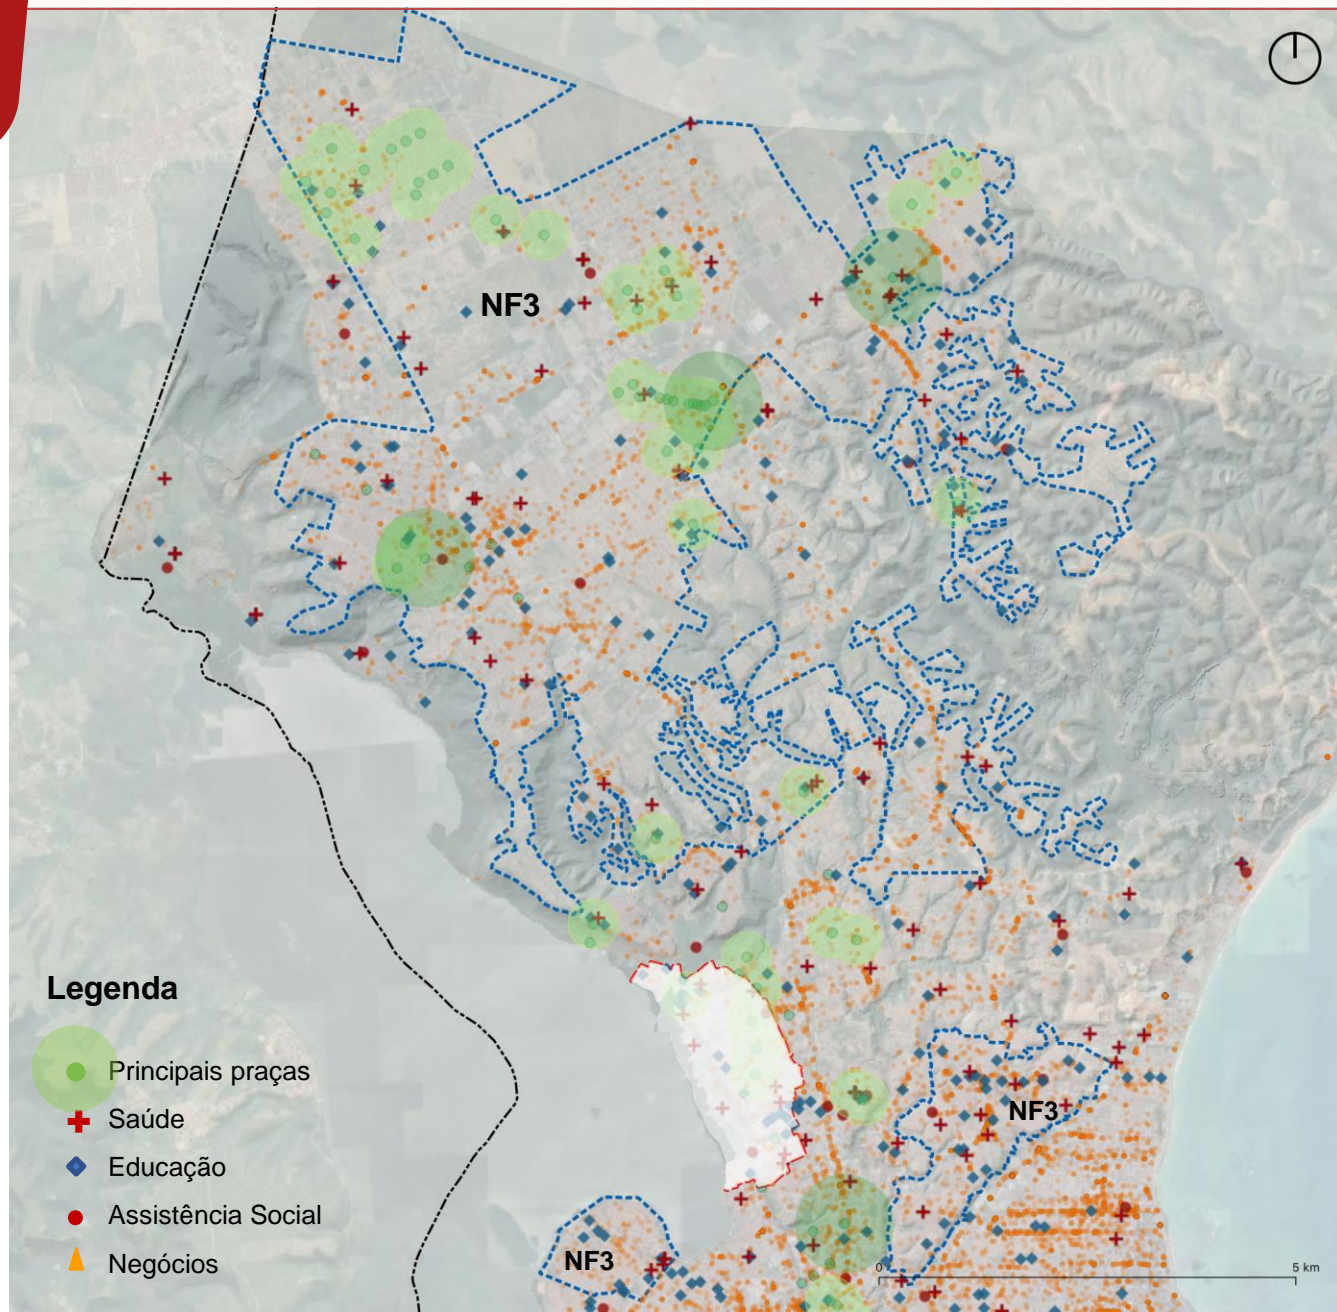 NF3
Legenda
Principais praças
Saúde
Educação
Assistência Social
Negócios
NF3
NF3
0
5 km